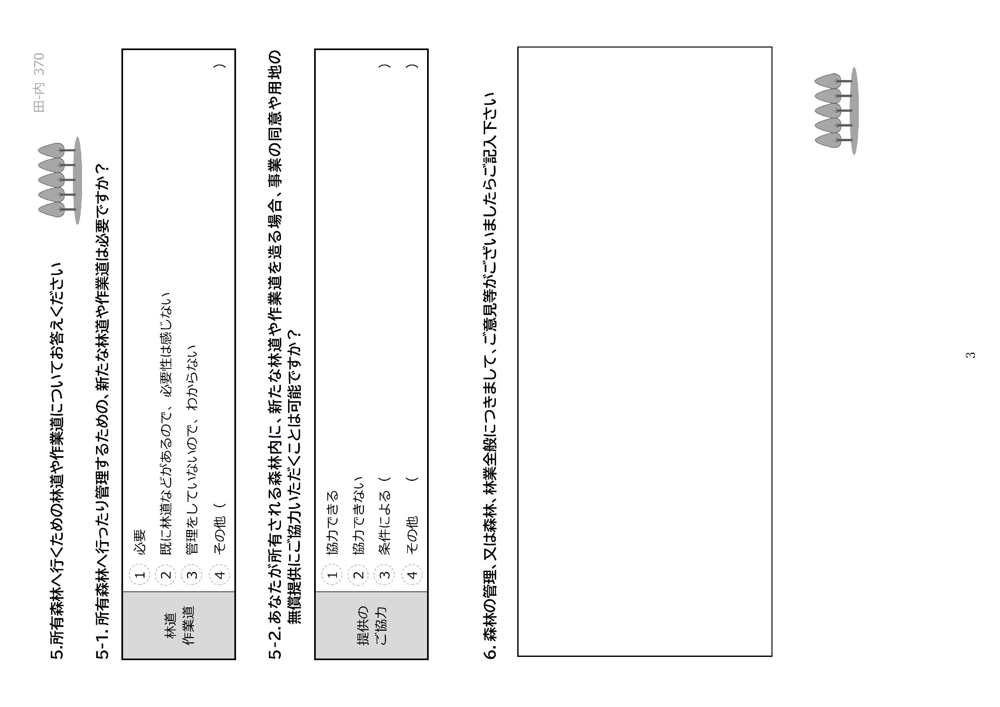 田-内 370
5.所有森林へ行くための林道や作業道についてお答えください
5-1. 所有森林へ行ったり管理するための、新たな林道や作業道は必要ですか？
林道
作業道
1 必要
2 既に林道などがあるので、必要性は感じない
3 管理をしていないので、わからない
4 その他（ ）
5-2.あなたが所有される森林内に、新たな林道や作業道を造る場合、事業の同意や用地の
無償提供にご協力いただくことは可能ですか？
提供の
ご協力
1 協力できる
2 協力できない
3 条件による（ ）
4 その他 （ ）
6. 森林の管理、又は森林、林業全般につきまして、ご意見等がございましたらご記入下さい
3